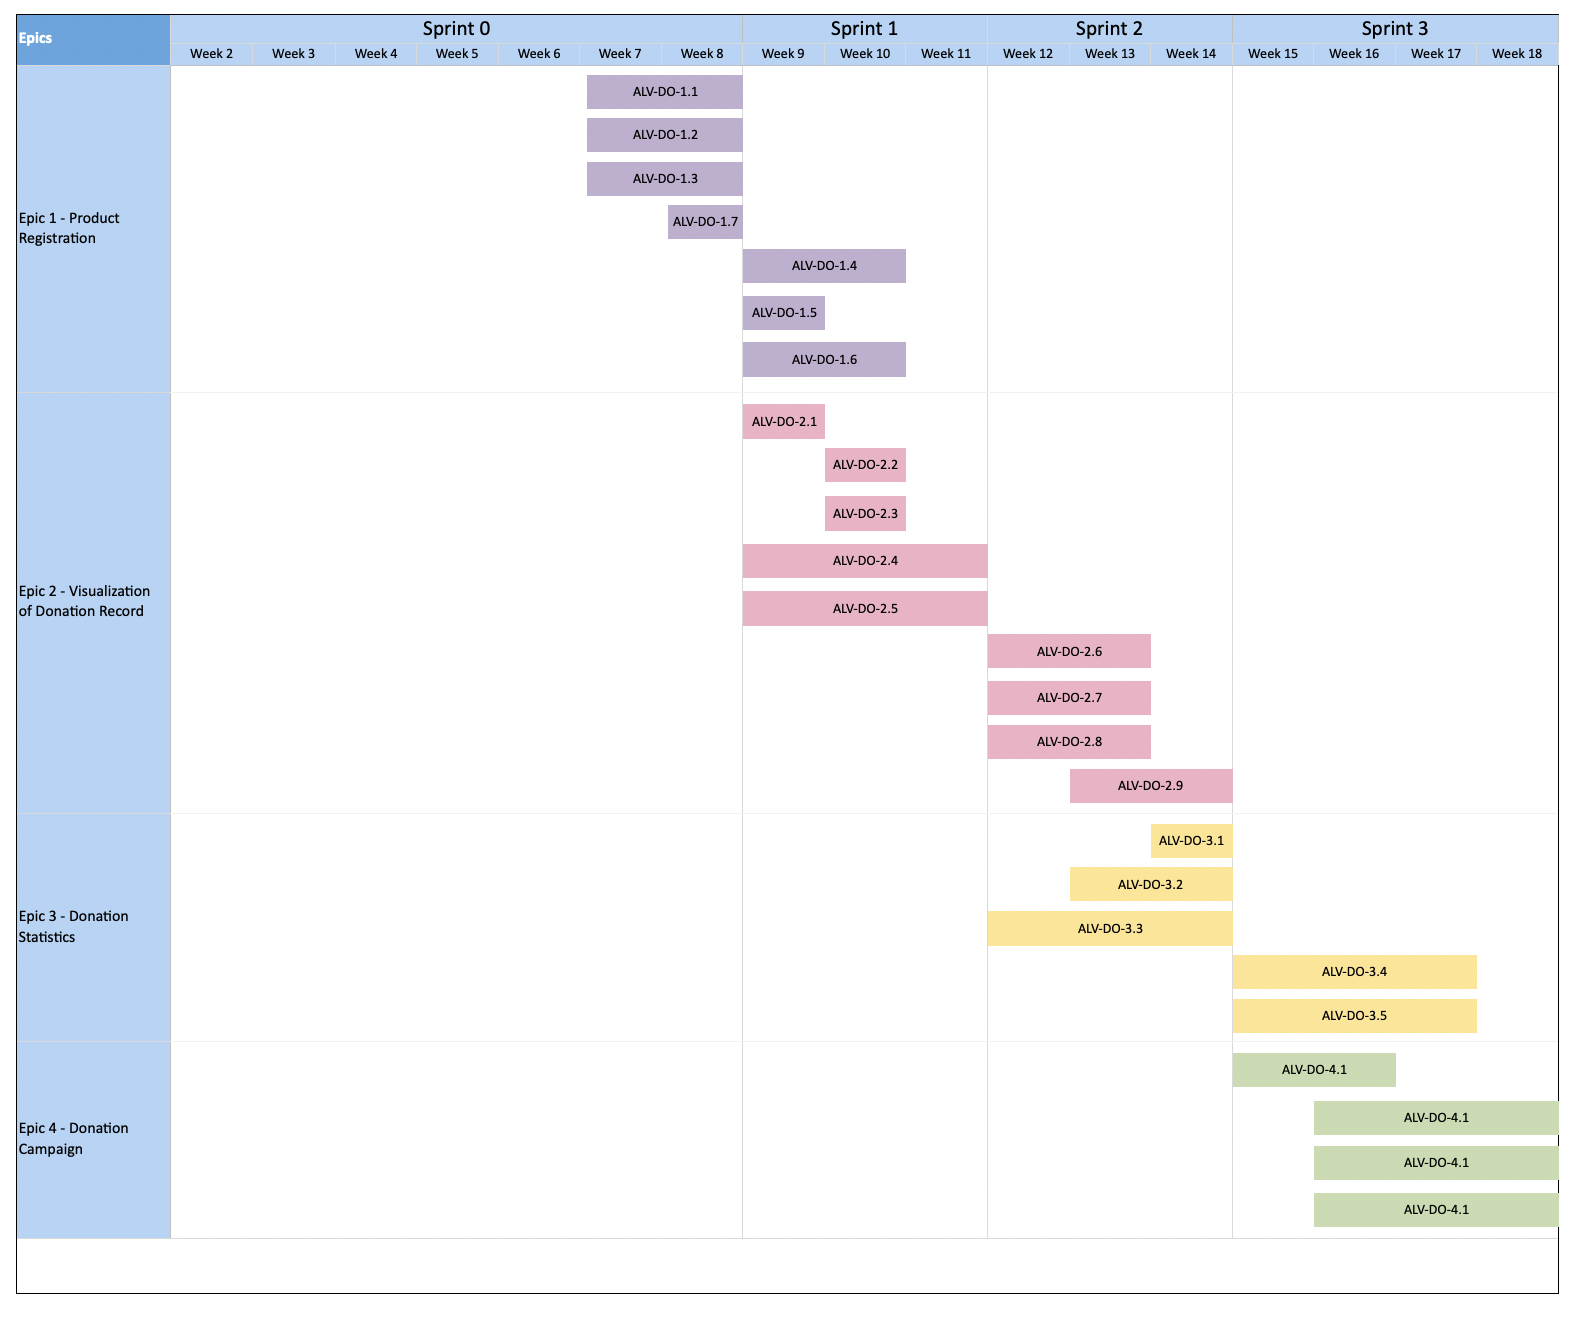 Epics
Sprint 0
Sprint 1
Sprint 2
Sprint 3
Week 2
Week 3
Week 4
Week 5
Week 6
Week 7
Week 8
Week 9
Week 10
Week 11
Week 12
Week 13
Week 14
Week 15
Week 16
Week 17
Week 18
Epic 1 - Product
Registration
ALV-DO-1.1
ALV-DO-1.2
ALV-DO-1.3
ALV-DO-1.7
ALV-DO-1.4
ALV-DO-1.5
ALV-DO-1.6
Epic 2 - Visualization
of Donation Record
ALV-DO-2.1
ALV-DO-2.2
ALV-DO-2.3
ALV-DO-2.4
ALV-DO-2.5
ALV-DO-2.6
ALV-DO-2.7
ALV-DO-2.8
ALV-DO-2.9
Epic 3 - Donation
Statistics
ALV-DO-3.1
ALV-DO-3.2
ALV-DO-3.3
ALV-DO-3.4
ALV-DO-3.5
Epic 4 - Donation
Campaign
ALV-DO-4.1
ALV-DO-4.1
ALV-DO-4.1
ALV-DO-4.1